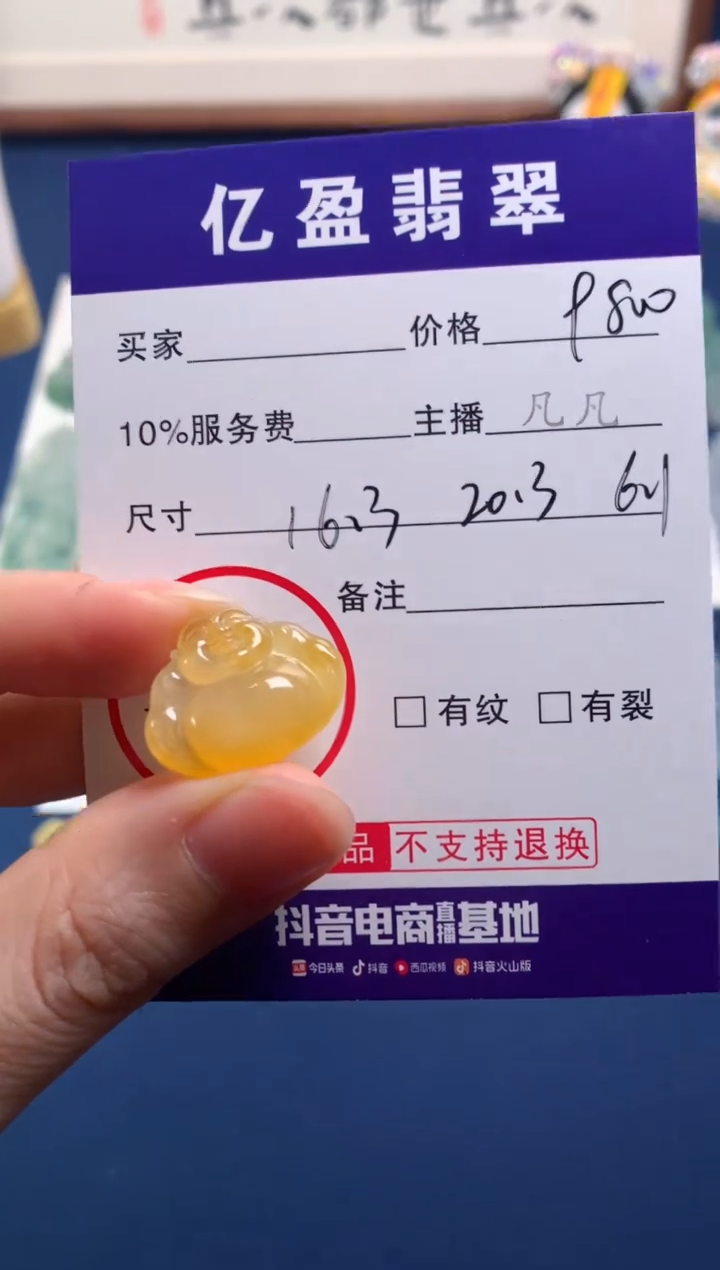 亿盈翡翠
买家 价格 9800
10%服务费 主播 凡凡
尺寸 16.3 20.3 6.1
备注
□有纹 □有裂
品 不支持退换
抖音电商直播基地
头条 今日头条 抖音 西瓜视频 抖音火山版